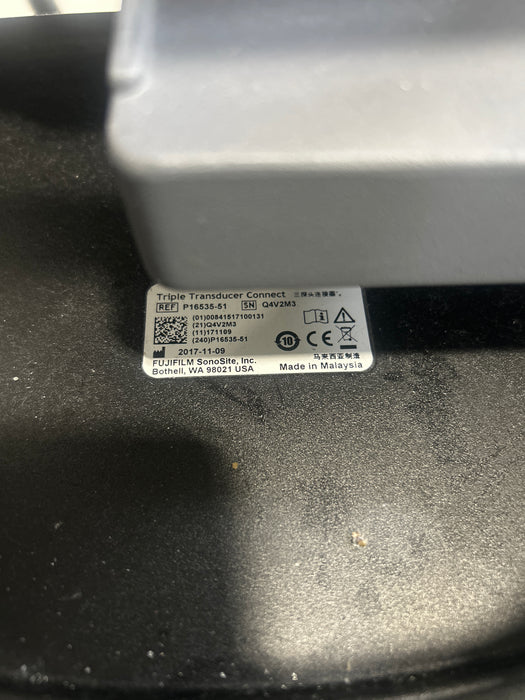 Triple Transducer Connect 三探头连接器。
REF P16535-51 SN Q4V2M3
(01)00841517100131
(21)Q4V2M3
(11)171109
(240)P16535-51
10 CE
2017-11-09
FUJIFILM SonoSite, Inc. 马来西亚制造
Bothell, WA 98021 USA Made in Malaysia